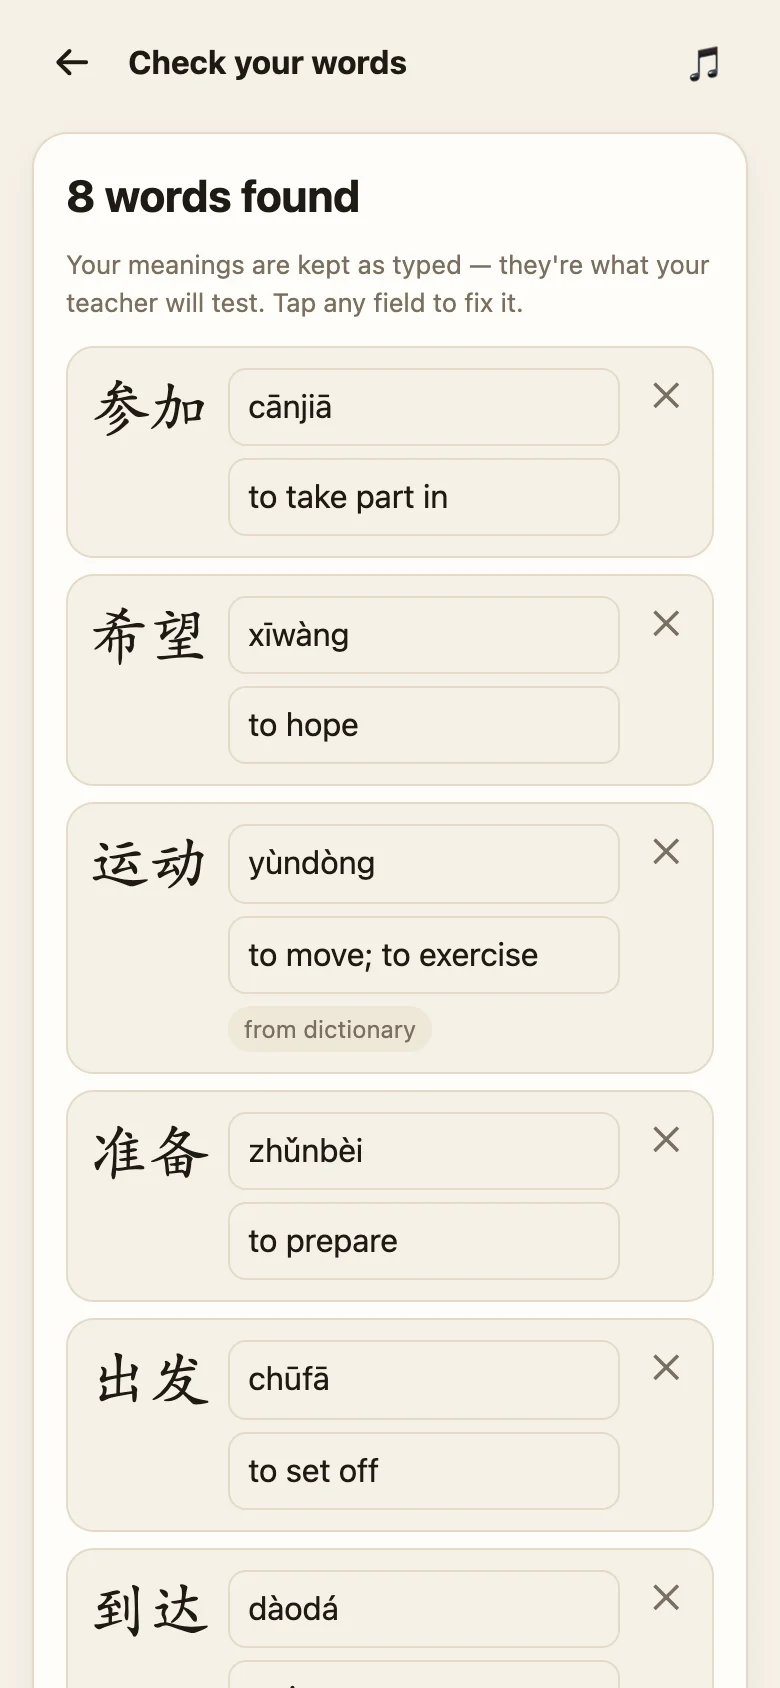 Check your words
8 words found
Your meanings are kept as typed — they're what your
teacher will test. Tap any field to fix it.
参加
cānjiā
to take part in
希望
xīwàng
to hope
运动
yùndòng
to move; to exercise
from dictionary
准备
zhǔnbèi
to prepare
出发
chūfā
to set off
到达
dàodá